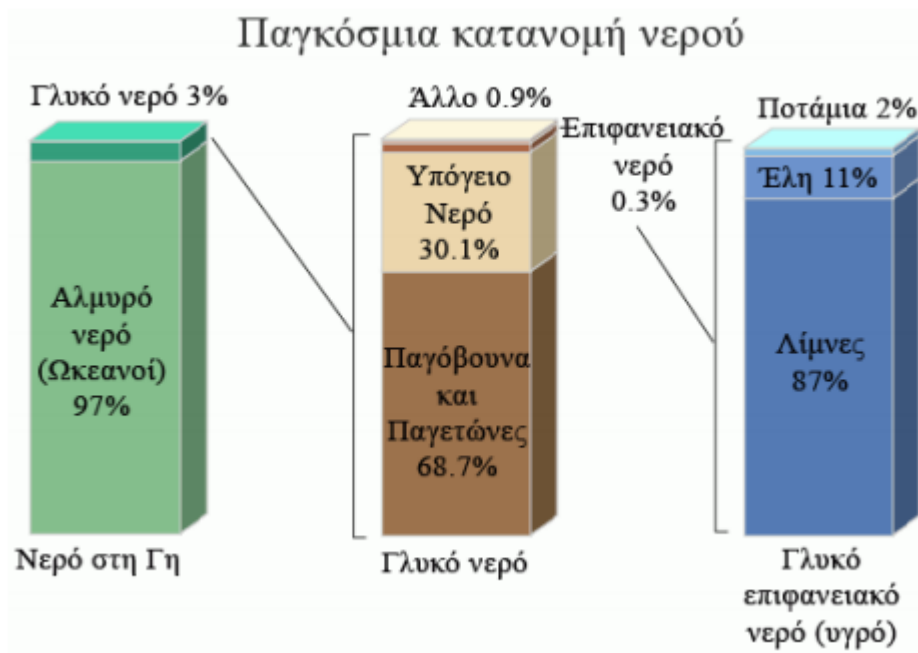 Παγκόσμια κατανομή νερού
Γλυκό νερό 3%
Αλμυρό
νερό
(Ωκεανοί)
97%
Νερό στη Γη
Άλλο 0.9%
Υπόγειο
Νερό
30.1%
Παγόβουνα
και
Παγετώνες
68.7%
Γλυκό νερό
Επιφανειακό
νερό
0.3%
Ποτάμια 2%
Έλη 11%
Λίμνες
87%
Γλυκό
επιφανειακό
νερό (υγρό)